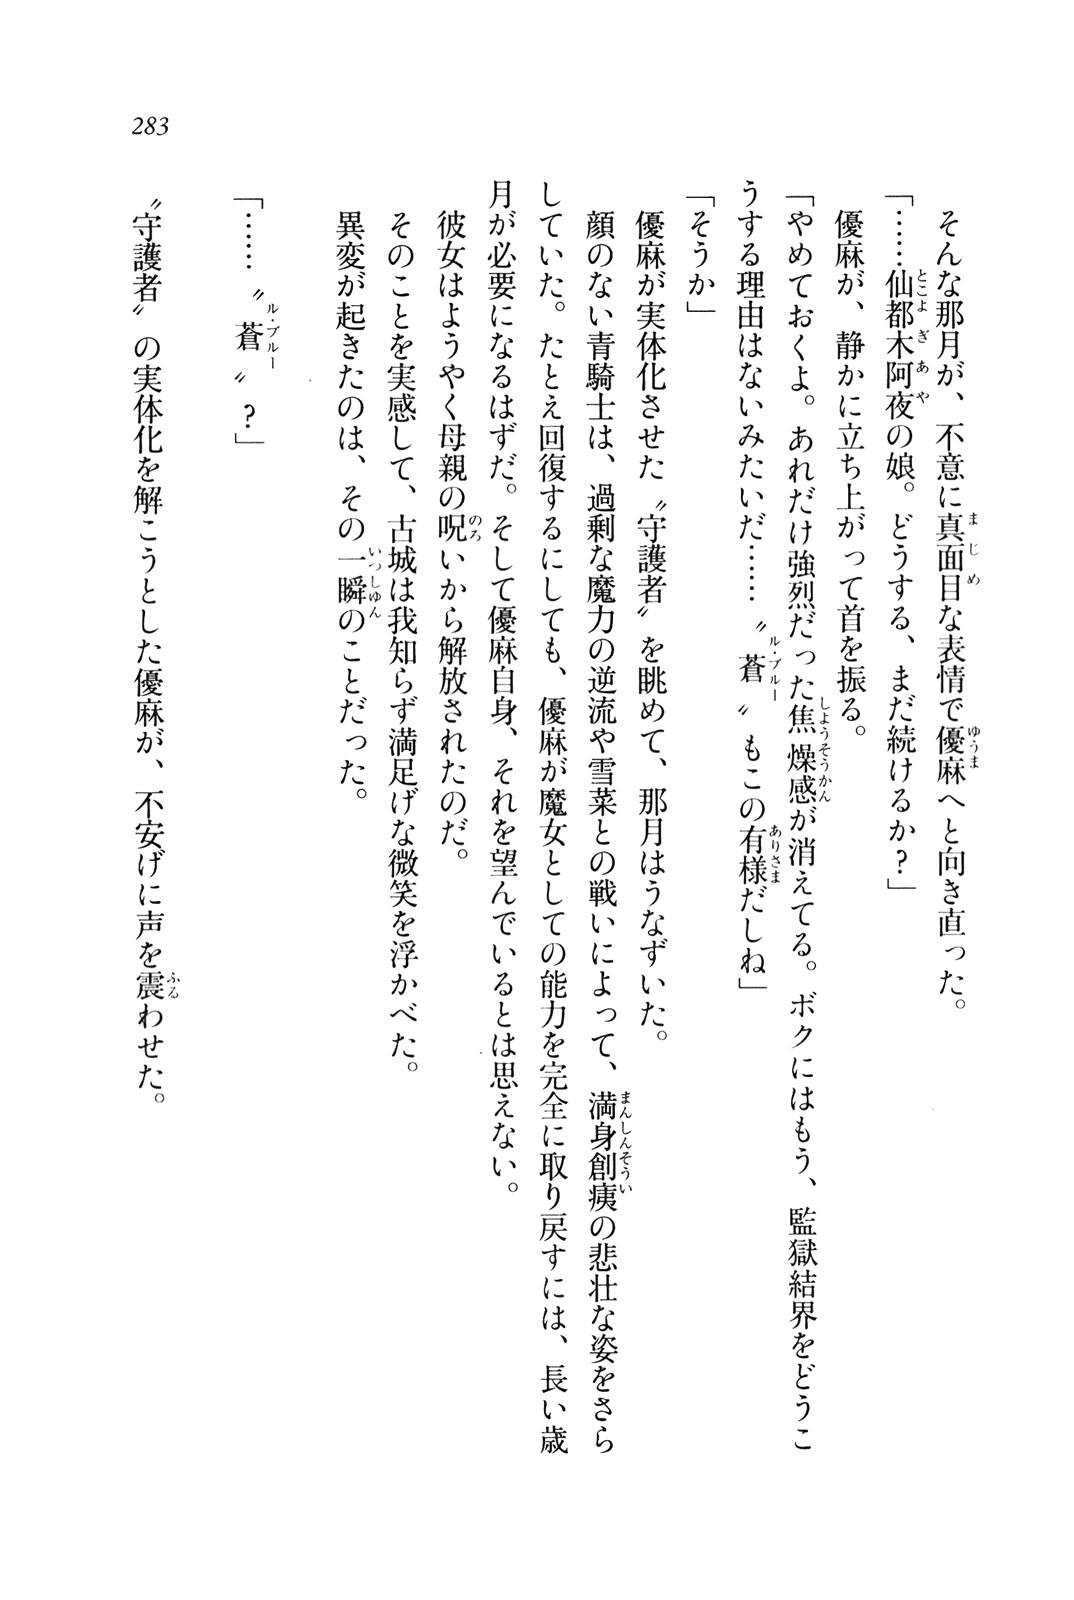 283
そんな那月が、不意に真面目な表情で優麻へと向き直った。
「……仙都木阿夜の娘。どうする、まだ続けるか？」
優麻が、静かに立ち上がって首を振る。
「やめておくよ。あれだけ強烈だった焦燥感が消えてる。ボクにはもう、監獄結界をどうこ
うする理由はないみたいだ……〝蒼〟もこの有様だしね」
「そうか」
優麻が実体化させた〝守護者〟を眺めて、那月はうなずいた。
顔のない青騎士は、過剰な魔力の逆流や雪菜との戦いによって、満身創痍の悲壮な姿をさら
していた。たとえ回復するにしても、優麻が魔女としての能力を完全に取り戻すには、長い歳
月が必要になるはずだ。そして優麻自身、それを望んでいるとは思えない。
彼女はようやく母親の呪いから解放されたのだ。
そのことを実感して、古城は我知らず満足げな微笑を浮かべた。
異変が起きたのは、その一瞬のことだった。
「……〝蒼〟？」
〝守護者〟の実体化を解こうとした優麻が、不安げに声を震わせた。